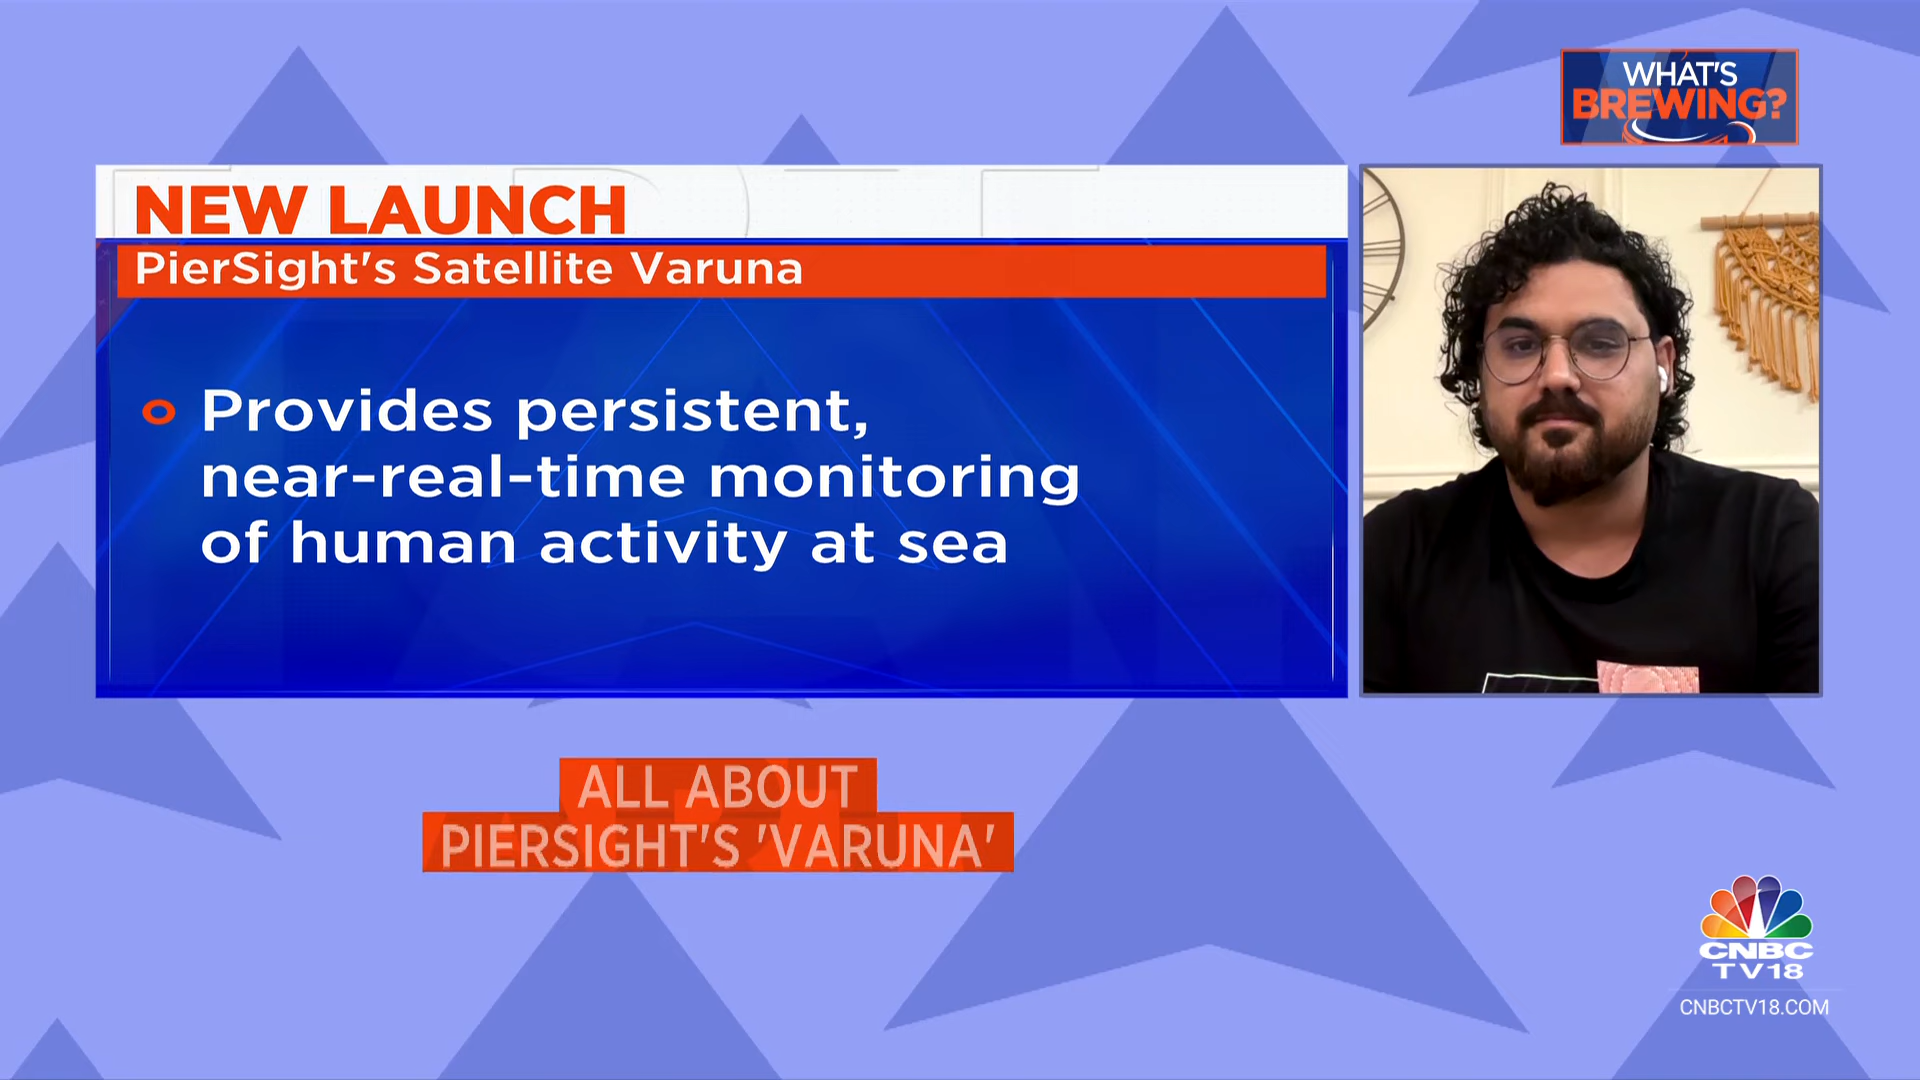 WHAT'S
BREWING?
NEW LAUNCH
PierSight's Satellite Varuna
Provides persistent,
near-real-time monitoring
of human activity at sea
ALL ABOUT
PIERSIGHT'S 'VARUNA'
CNBC
TV18
CNBCTV18.COM